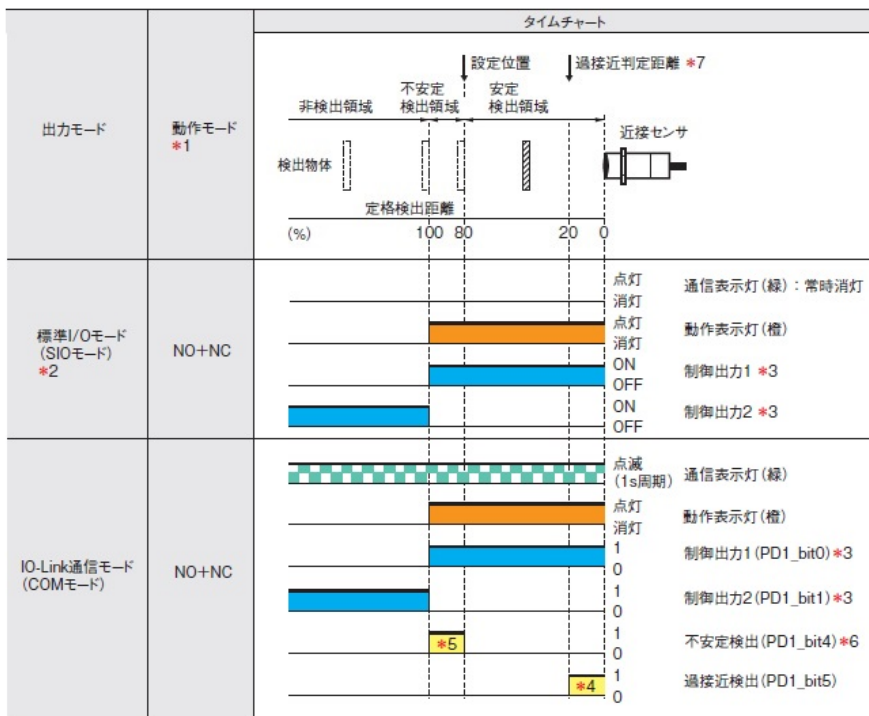 タイムチャート
出力モード
動作モード
*1
設定位置
過接近判定距離 *7
非検出領域
不安定
検出領域
安定
検出領域
近接センサ
検出物体
定格検出距離
(%)
100 80 20 0
標準I/Oモード
(SIOモード)
*2
NO+NC
点灯
消灯
通信表示灯(緑)：常時消灯
点灯
消灯
動作表示灯(橙)
ON
OFF
制御出力1 *3
ON
OFF
制御出力2 *3
IO-Link通信モード
(COMモード)
NO+NC
点滅
(1s周期)
通信表示灯(緑)
点灯
消灯
動作表示灯(橙)
1
0
制御出力1(PD1_bit0)*3
1
0
制御出力2(PD1_bit1)*3
*5
1
0
不安定検出(PD1_bit4)*6
*4
1
0
過接近検出(PD1_bit5)